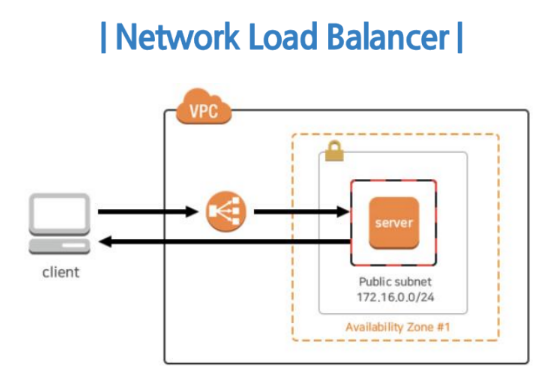 | Network Load Balancer |
VPC
server
client
Public subnet
172.16.0.0/24
Availability Zone #1